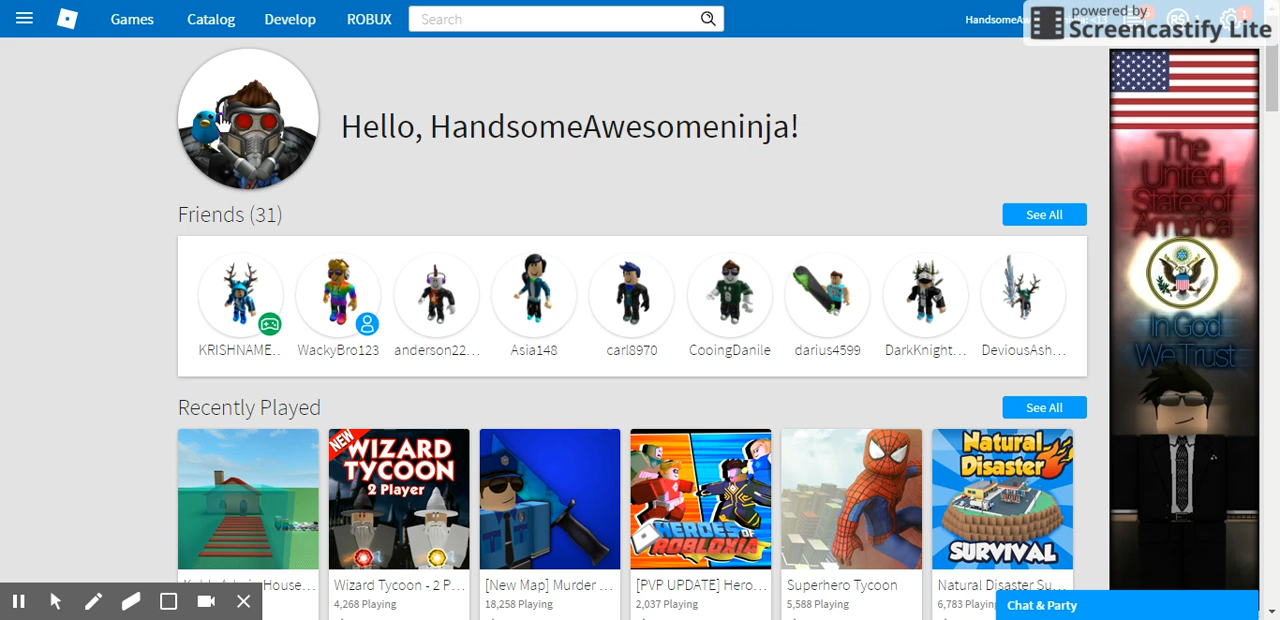 Games Catalog Develop ROBUX Search
powered by
Screencastify Lite
Hello, HandsomeAwesomeninja!
Friends (31) See All
KRISHNAME.. WackyBro123 anderson22... Asia148 carl8970 CooingDanile darius4599 DarkKnight... DeviousAsh...
The
United
States of
America
In God
We Trust
Recently Played See All
NEW
WIZARD
TYCOON
2 Player
HEROES OF
ROBLOXIA
Natural
Disaster
SURVIVAL
House... Wizard Tycoon - 2 P... [New Map] Murder ... [PVP UPDATE] Hero... Superhero Tycoon Natural Disaster Su...
4,268 Playing 18,258 Playing 2,037 Playing 5,588 Playing 6,783 Playing
Chat & Party